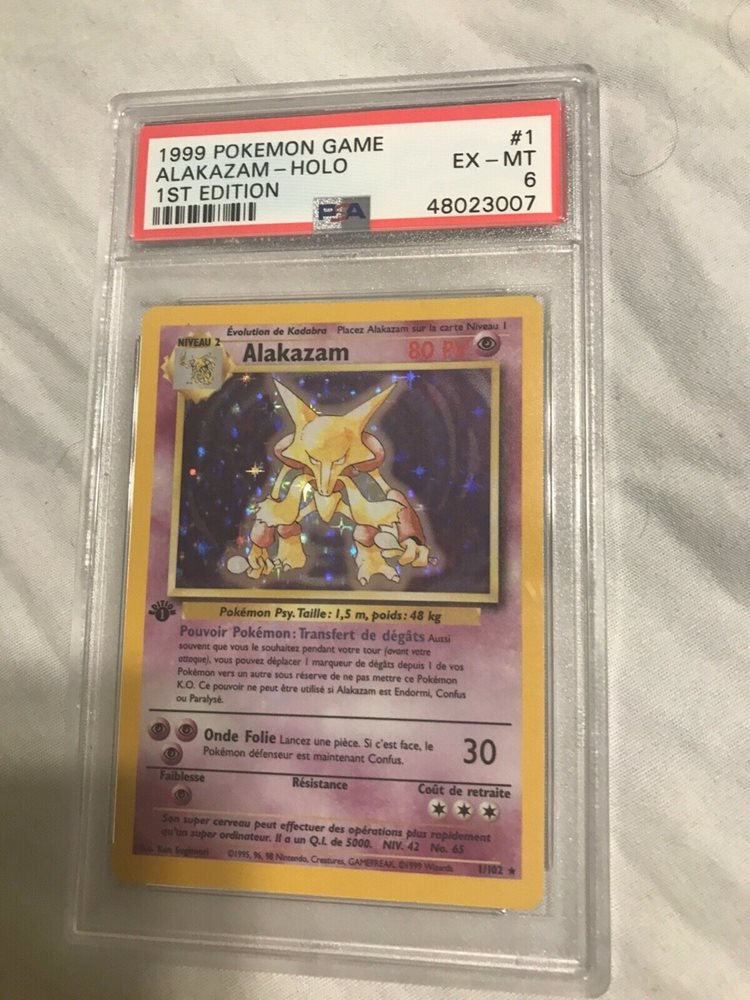 1999 POKEMON GAME #1
ALAKAZAM – HOLO EX – MT
1ST EDITION 6
PSA 48023007
Évolution de Kadabra Placez Alakazam sur la carte Niveau 1
NIVEAU 2
Alakazam 80 PV
EDITION
1
Pokémon Psy. Taille : 1,5 m, poids : 48 kg
Pouvoir Pokémon : Transfert de dégâts Aussi
souvent que vous le souhaitez pendant votre tour (avant votre
attaque), vous pouvez déplacer 1 marqueur de dégâts depuis 1 de vos
Pokémon vers un autre sous réserve de ne pas mettre ce Pokémon
K.O. Ce pouvoir ne peut être utilisé si Alakazam est Endormi, Confus
ou Paralysé.
Onde Folie Lancez une pièce. Si c'est face, le 30
Pokémon défenseur est maintenant Confus.
Faiblesse Résistance Coût de retraite
Son super cerveau peut effectuer des opérations plus rapidement
qu'un super ordinateur. Il a un Q.I. de 5000. NIV. 42 No. 65
Ken Sugimori ©1995, 96, 98 Nintendo, Creatures, GAMEFREAK. ©1999 Wizards 1/102 ★